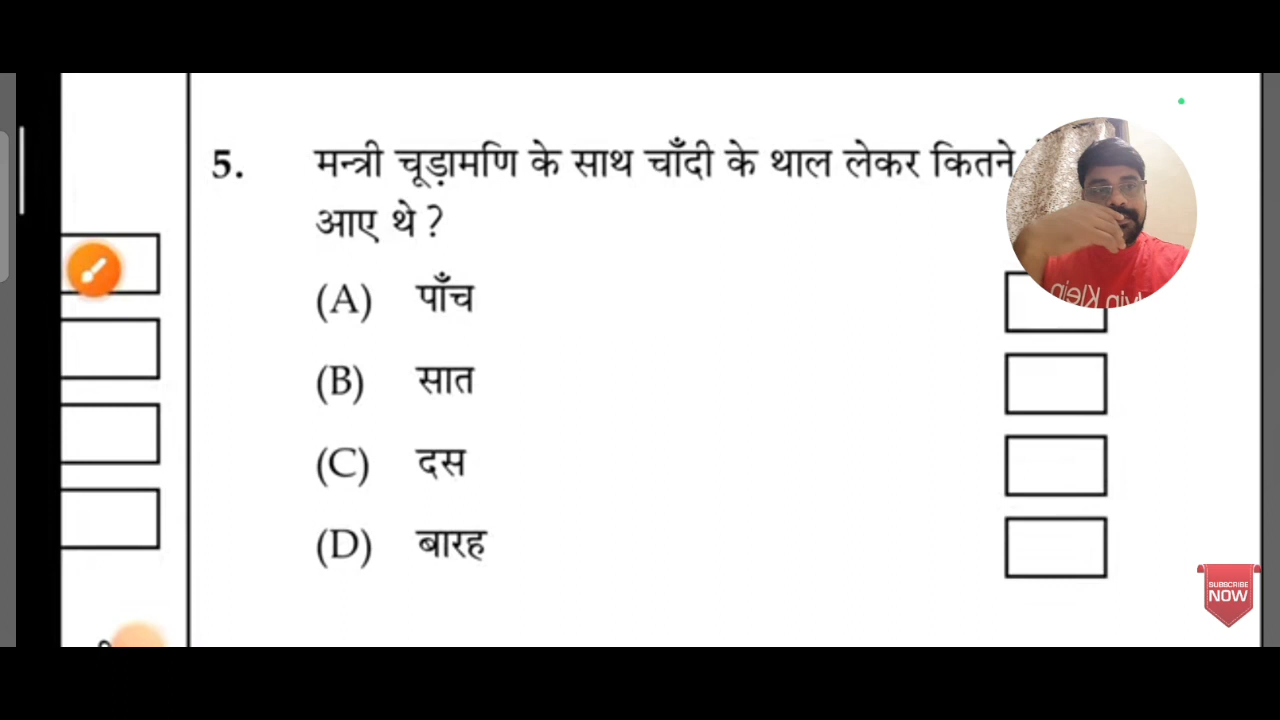 5. मन्त्री चूड़ामणि के साथ चाँदी के थाल लेकर कितने
आए थे ?
(A) पाँच
(B) सात
(C) दस
(D) बारह
SUBSCRIBE
NOW